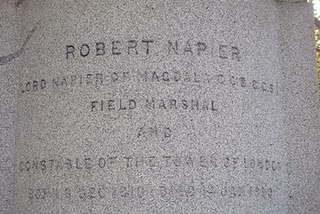 ROBERT NAPIER
LORD NAPIER OF MAGDALA G.C.B. G.C.S.I.
FIELD MARSHAL
AND
CONSTABLE OF THE TOWER OF LONDON
BORN 6 DEC 1810 DIED 14 JAN 1890